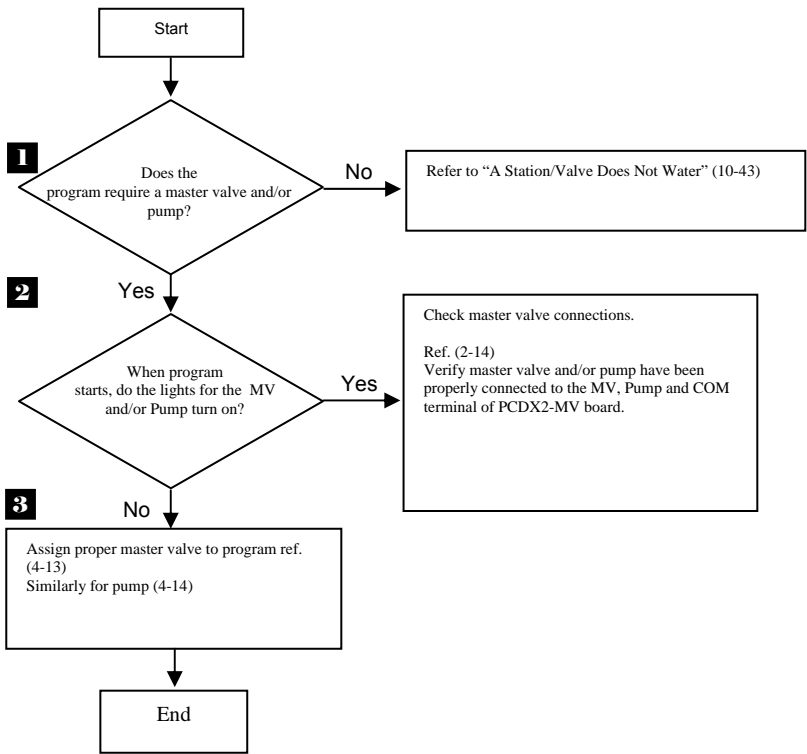 Start
1
Does the
program require a master valve and/or
pump?
No
Refer to “A Station/Valve Does Not Water” (10-43)
Yes
2
When program
starts, do the lights for the MV
and/or Pump turn on?
Yes
Check master valve connections.
Ref. (2-14)
Verify master valve and/or pump have been
properly connected to the MV, Pump and COM
terminal of PCDX2-MV board.
No
3
Assign proper master valve to program ref.
(4-13)
Similarly for pump (4-14)
End